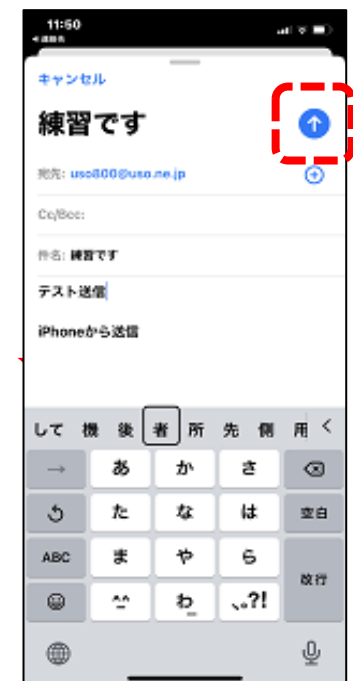 11:50
キャンセル
練習です
宛先: uso800@uso.ne.jp
Cc/Bcc:
件名: 練習です
テスト送信
iPhoneから送信
して 機 後 者 所 先 側 用
→ あ か さ
た な は 空白
ABC ま や ら 改行
^^ わ 、。?!